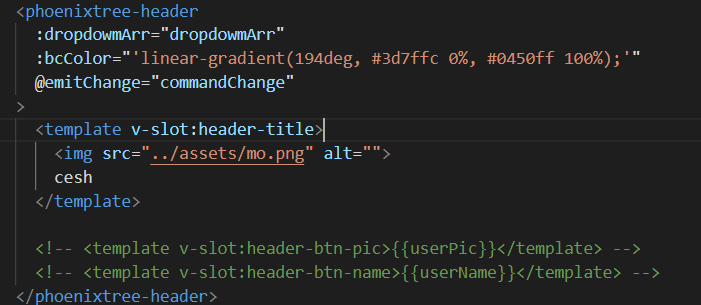 <phoenixtree-header
:dropdowmArr="dropdowmArr"
:bcColor="'linear-gradient(194deg, #3d7ffc 0%, #0450ff 100%);'"
@emitChange="commandChange"
>
<template v-slot:header-title>
<img src="../assets/mo.png" alt="">
cesh
</template>
<!-- <template v-slot:header-btn-pic>{{userPic}}</template> -->
<!-- <template v-slot:header-btn-name>{{userName}}</template> -->
</phoenixtree-header>